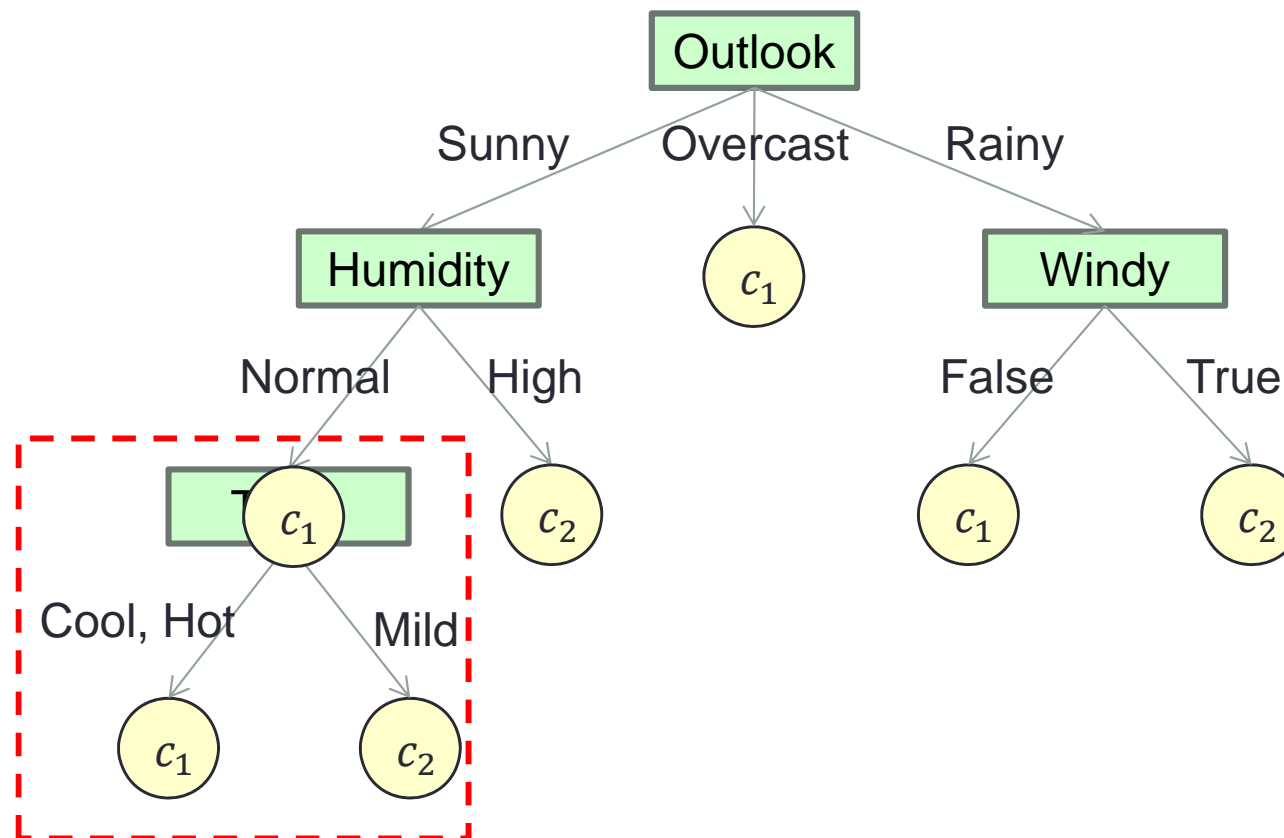 Outlook
Sunny Overcast Rainy
Humidity c₁ Windy
Normal High False True
c₁ c₂ c₁ c₂
Cool, Hot Mild
c₁ c₂